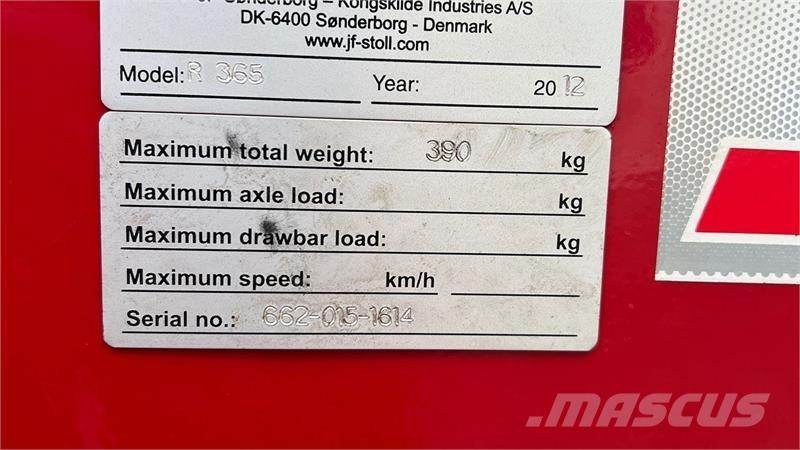 Sønderborg – Kongskilde Industries A/S
DK-6400 Sønderborg - Denmark
www.jf-stoll.com
Model: R 365 Year: 2012
Maximum total weight: 390 kg
Maximum axle load: kg
Maximum drawbar load: kg
Maximum speed: km/h
Serial no.: 662-015-1614
MASCUS